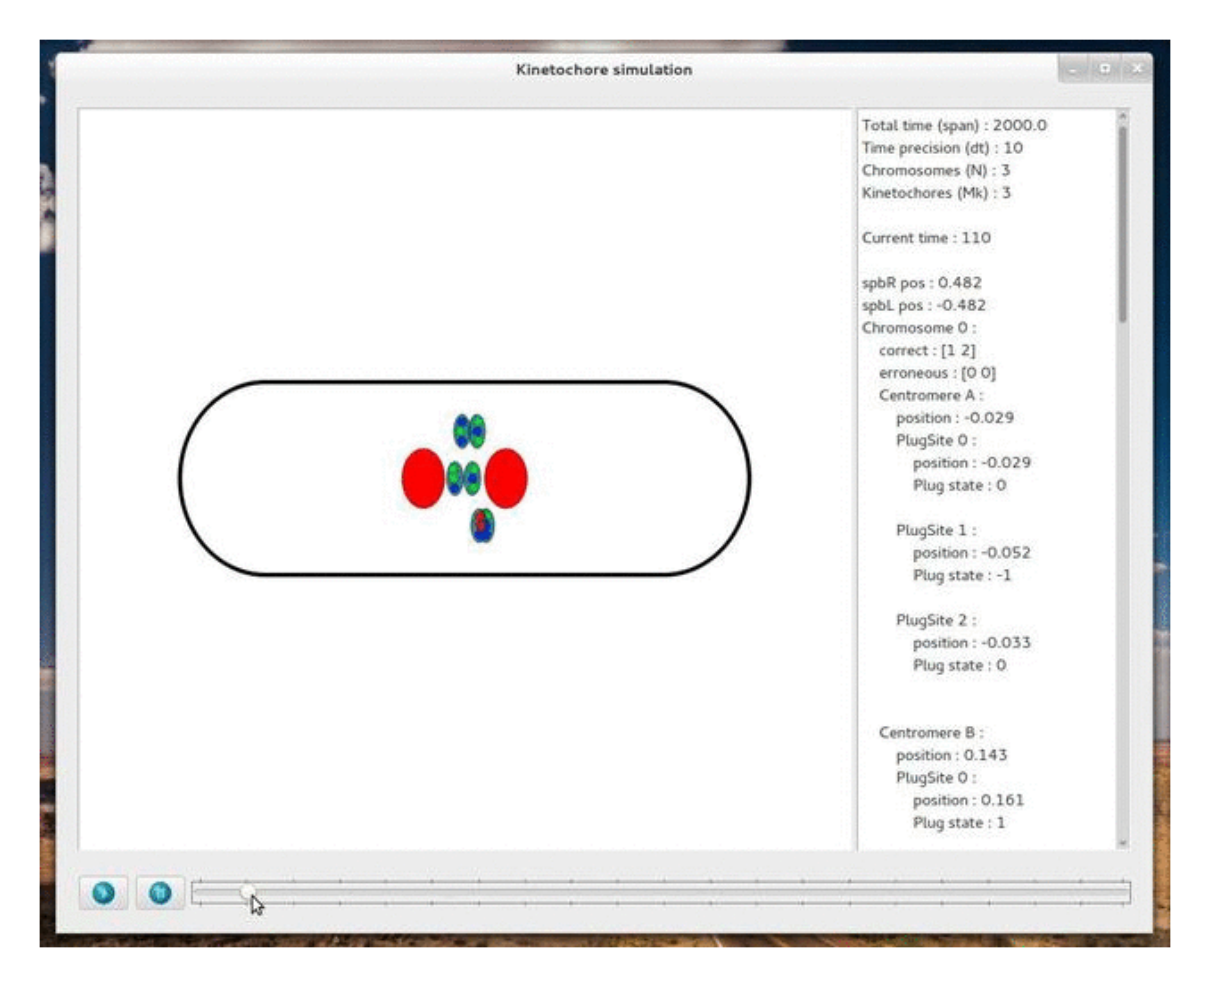 Kinetochore simulation
Total time (span) : 2000.0
Time precision (dt) : 10
Chromosomes (N) : 3
Kinetochores (Mk) : 3
Current time : 110
spbR pos : 0.482
spbL pos : -0.482
Chromosome 0 :
correct : [1 2]
erroneous : [0 0]
Centromere A :
position : -0.029
PlugSite 0 :
position : -0.029
Plug state : 0
PlugSite 1 :
position : -0.052
Plug state : -1
PlugSite 2 :
position : -0.033
Plug state : 0
Centromere B :
position : 0.143
PlugSite 0 :
position : 0.161
Plug state : 1